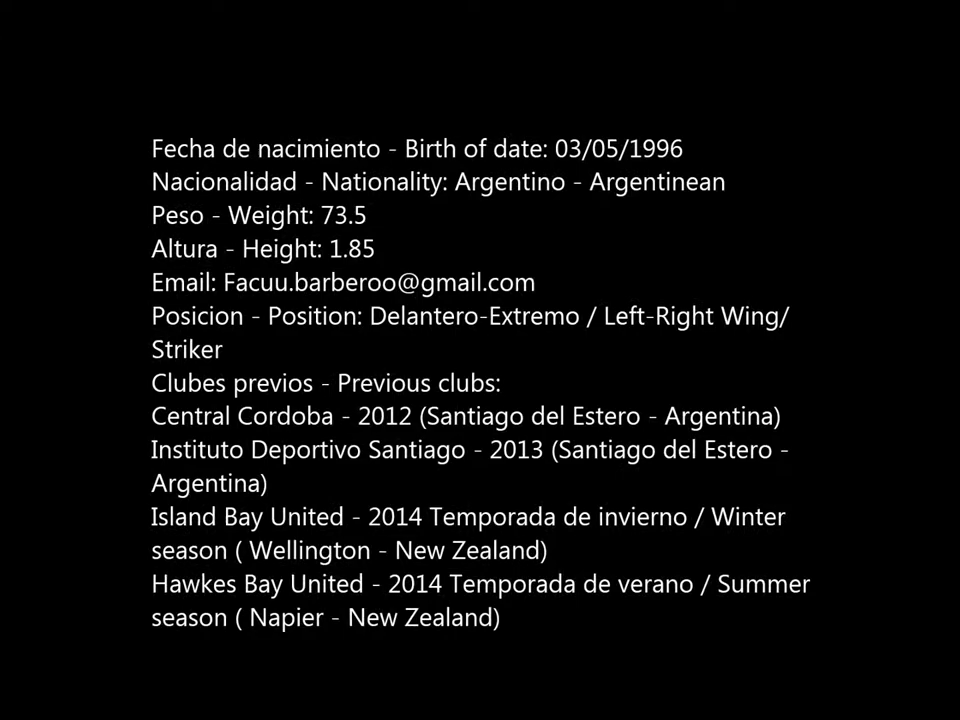 Fecha de nacimiento - Birth of date: 03/05/1996
Nacionalidad - Nationality: Argentino - Argentinean
Peso - Weight: 73.5
Altura - Height: 1.85
Email: Facuu.barberoo@gmail.com
Posicion - Position: Delantero-Extremo / Left-Right Wing/
Striker
Clubes previos - Previous clubs:
Central Cordoba - 2012 (Santiago del Estero - Argentina)
Instituto Deportivo Santiago - 2013 (Santiago del Estero -
Argentina)
Island Bay United - 2014 Temporada de invierno / Winter
season ( Wellington - New Zealand)
Hawkes Bay United - 2014 Temporada de verano / Summer
season ( Napier - New Zealand)